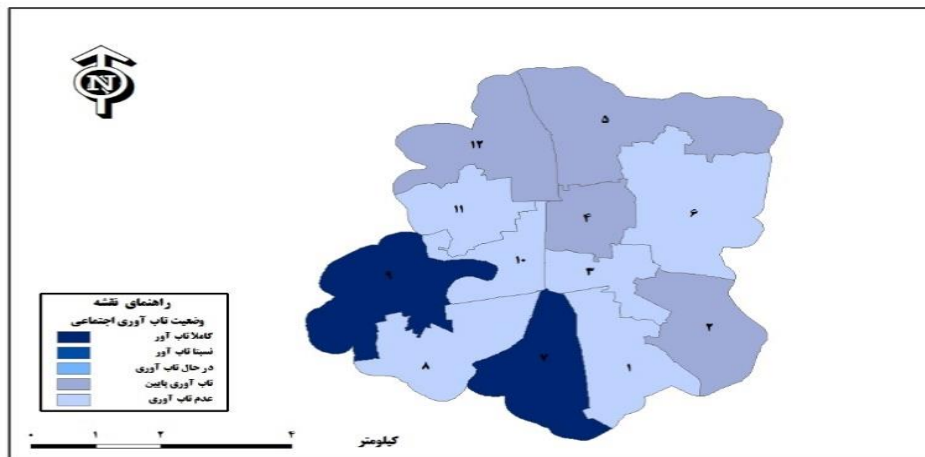 N
۵
۱۲
۱۱
۴
۶
۱۰
۳
۹
۲
۷
۸
۱
راهنمای نقشه
وضعیت تاب آوری اجتماعی
کاملا تاب آور
نسبتا تاب آور
در حال تاب آوری
تاب آوری پایین
عدم تاب آوری
۰ ۱ ۲ ۴ کیلومتر